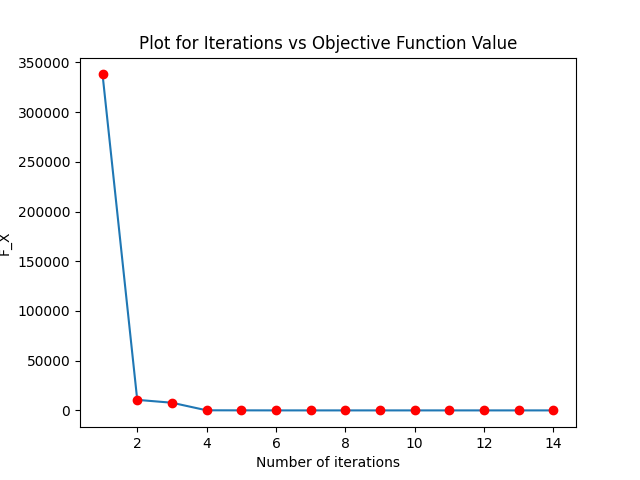 Plot for Iterations vs Objective Function Value
350000
300000
250000
200000
150000
100000
50000
0
F_X
2 4 6 8 10 12 14
Number of iterations